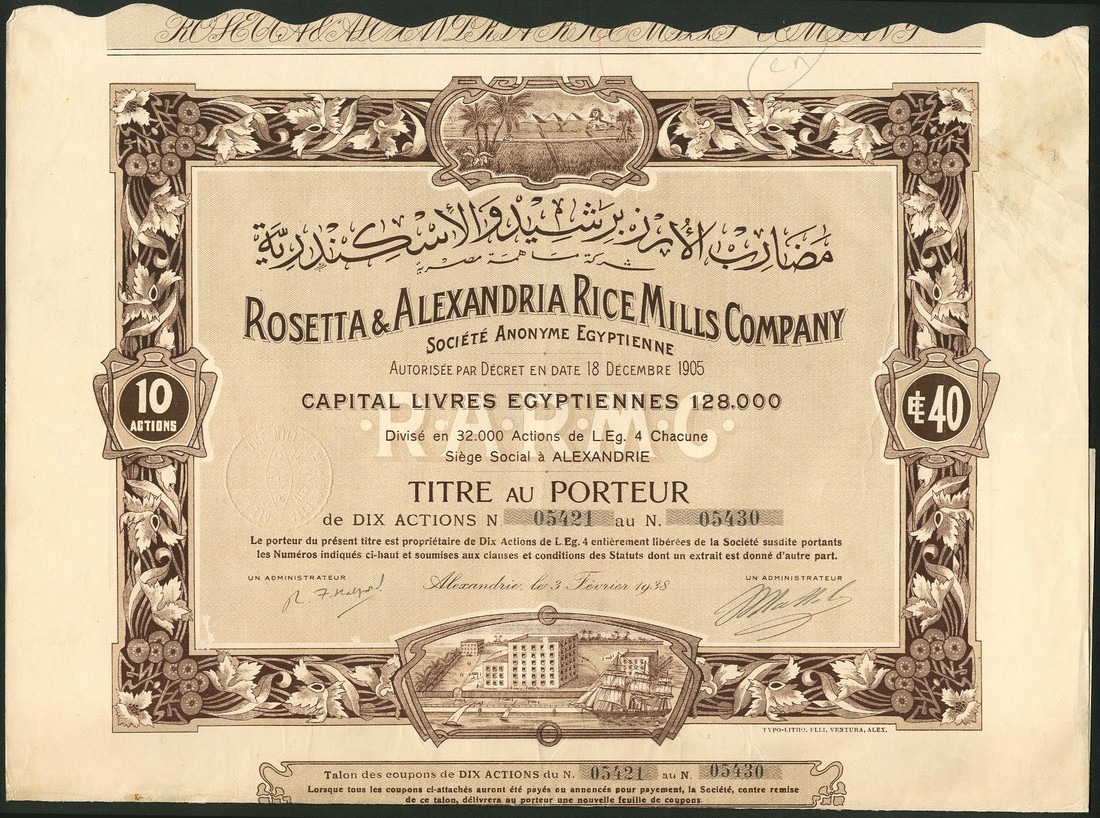 ROSETTA & ALEXANDRIA RICE MILLS COMPANY
مضارب الأرز برشيد والأسكندرية
شركة مساهمة مصرية
ROSETTA & ALEXANDRIA RICE MILLS COMPANY
SOCIÉTÉ ANONYME EGYPTIENNE
AUTORISÉE PAR DÉCRET EN DATE 18 DÉCEMBRE 1905
CAPITAL LIVRES EGYPTIENNES 128.000
R.A.R.M.C
10
ACTIONS
£E 40
Divisé en 32.000 Actions de L.Eg. 4 Chacune
Siège Social à ALEXANDRIE
TITRE AU PORTEUR
de DIX ACTIONS N. 05421 au N. 05430
Le porteur du présent titre est propriétaire de Dix Actions de L Eg. 4 entièrement libérées de la Société susdite portants
les Numéros indiqués ci-haut et soumises aux clauses et conditions des Statuts dont un extrait est donné d'autre part.
UN ADMINISTRATEUR
Alexandrie, le 3 Février 1938
UN ADMINISTRATEUR
TYPO-LITHO. FLLI. VENTURA, ALEX.
Talon des coupons de DIX ACTIONS du N. 05421 au N. 05430
Lorsque tous les coupons ci-attachés auront été payés ou annoncés pour payement, la Société, contre remise
de ce talon, délivrera au porteur une nouvelle feuille de coupons.